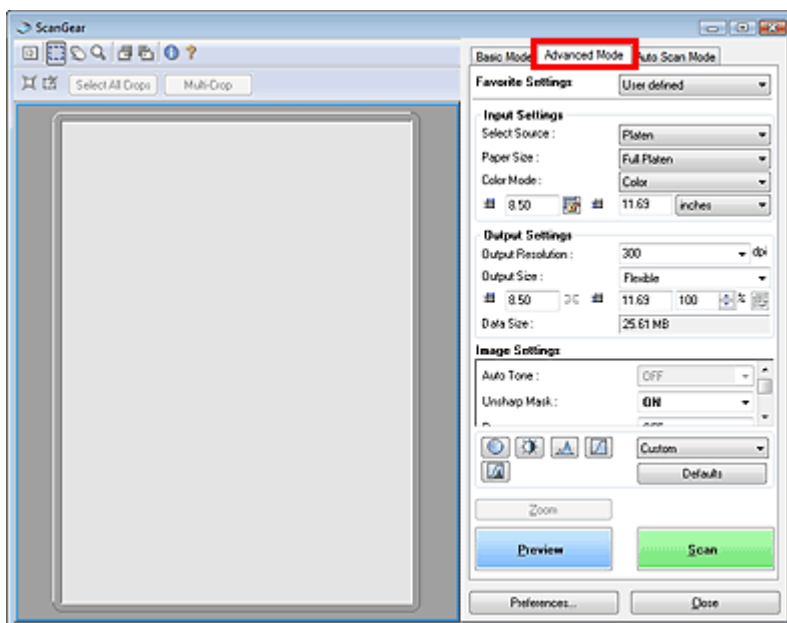 ScanGear
Select All Crops Multi-Crop
Basic Mode Advanced Mode Auto Scan Mode
Favorite Settings User defined
Input Settings
Select Source : Platen
Paper Size : Full Platen
Color Mode : Color
8.50 11.69 inches
Output Settings
Output Resolution : 300 dpi
Output Size : Flexible
8.50 11.69 100 %
Data Size : 25.61 MB
Image Settings
Auto Tone : OFF
Unsharp Mask : ON
Custom
Defaults
Zoom
Preview Scan
Preferences... Close